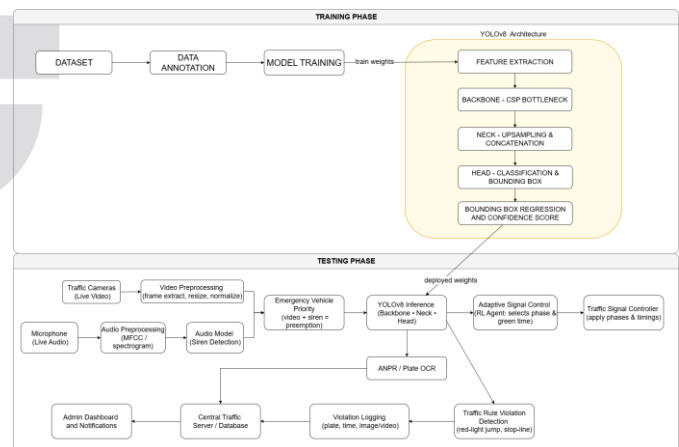 TRAINING PHASE
YOLOv8 Architecture
DATASET
DATA
ANNOTATION
MODEL TRAINING
train weights
FEATURE EXTRACTION
BACKBONE - CSP BOTTLENECK
NECK - UPSAMPLING &
CONCATENATION
HEAD - CLASSIFICATION &
BOUNDING BOX
BOUNDING BOX REGRESSION
AND CONFIDENCE SCORE
TESTING PHASE
deployed weights
Traffic Cameras
(Live Video)
Video Preprocessing
(frame extract, resize, normalize)
Microphone
(Live Audio)
Audio Preprocessing
(MFCC /
spectrogram)
Audio Model
(Siren Detection)
Emergency Vehicle
Priority
(video + siren =
preemption)
YOLOv8 Inference
(Backbone • Neck •
Head)
Adaptive Signal Control
(RL Agent: selects phase &
green time)
Traffic Signal Controller
(apply phases & timings)
ANPR / Plate OCR
Admin Dashboard
and Notifications
Central Traffic
Server / Database
Violation Logging
(plate, time, image/video)
Traffic Rule Violation
Detection
(red-light jump, stop-line)